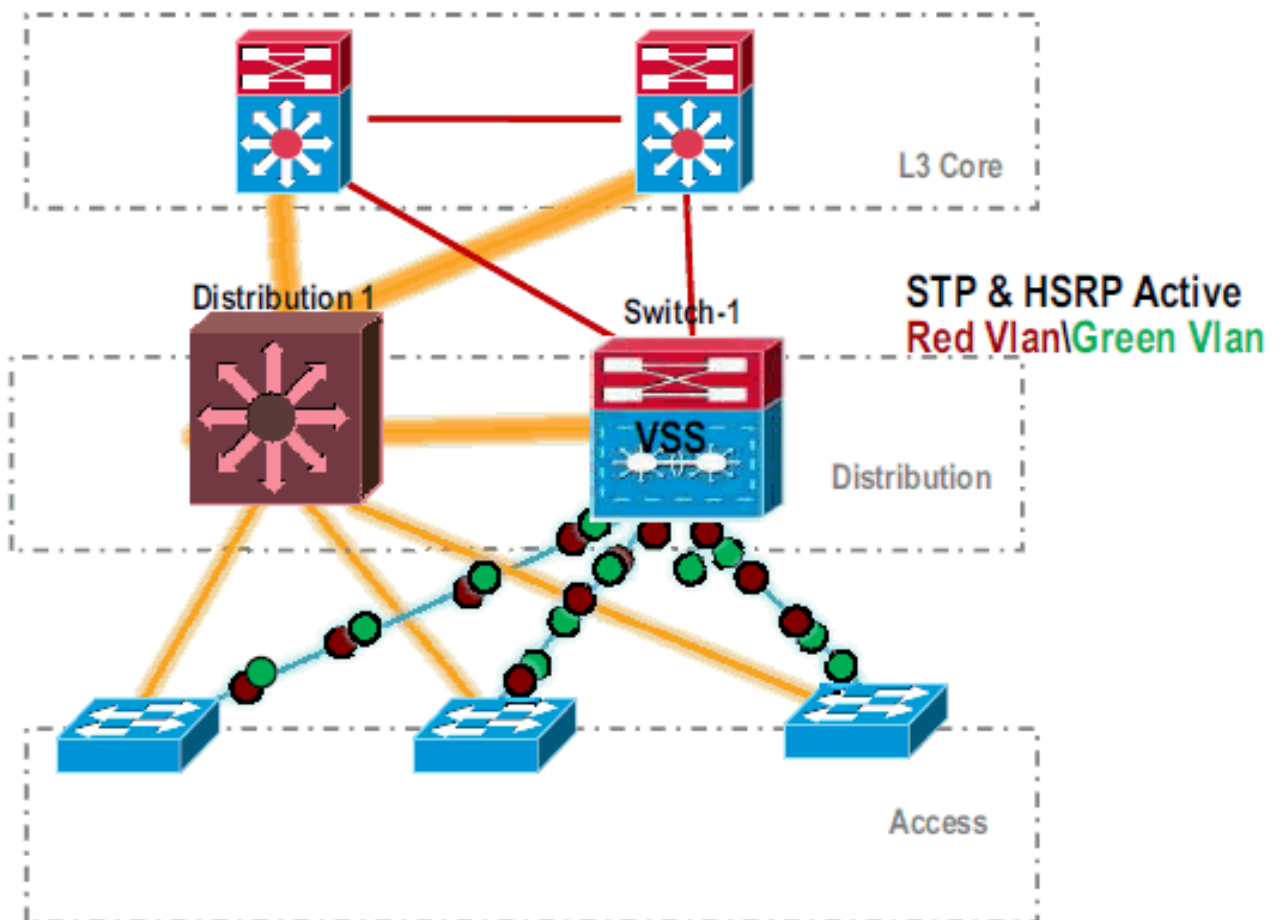 L3 Core
Distribution 1
Switch-1
STP & HSRP Active
Red Vlan\Green Vlan
VSS
Distribution
Access